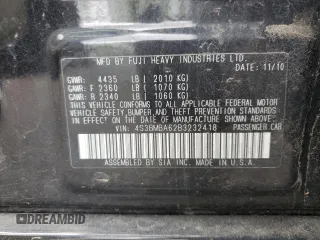 MFD BY FUJI HEAVY INDUSTRIES LTD.
DATE: 11/10
GVWR: 4435 LB ( 2010 KG)
GAWR: F 2360 LB ( 1070 KG)
GAWR: R 2340 LB ( 1060 KG)
THIS VEHICLE CONFORMS TO ALL APPLICABLE FEDERAL MOTOR
VEHICLE SAFETY, BUMPER, AND THEFT PREVENTION STANDARDS
IN EFFECT ON THE DATE OF MANUFACTURE SHOWN ABOVE.
VIN: 4S3BMBA62B3232418 PASSENGER CAR
ASSEMBLED BY SIA INC. MADE IN U.S.A.